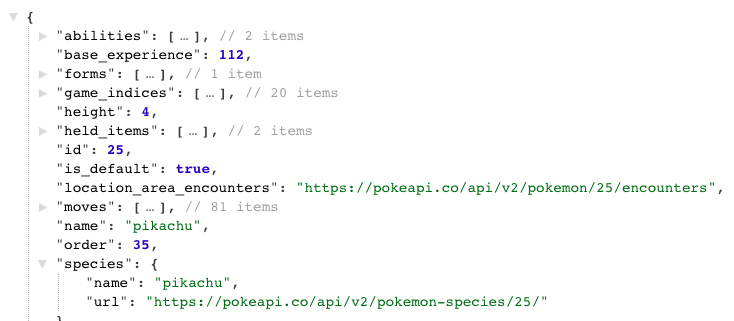 {
"abilities": [ … ], // 2 items
"base_experience": 112,
"forms": [ … ], // 1 item
"game_indices": [ … ], // 20 items
"height": 4,
"held_items": [ … ], // 2 items
"id": 25,
"is_default": true,
"location_area_encounters": "https://pokeapi.co/api/v2/pokemon/25/encounters",
"moves": [ … ], // 81 items
"name": "pikachu",
"order": 35,
"species": {
"name": "pikachu",
"url": "https://pokeapi.co/api/v2/pokemon-species/25/"
}